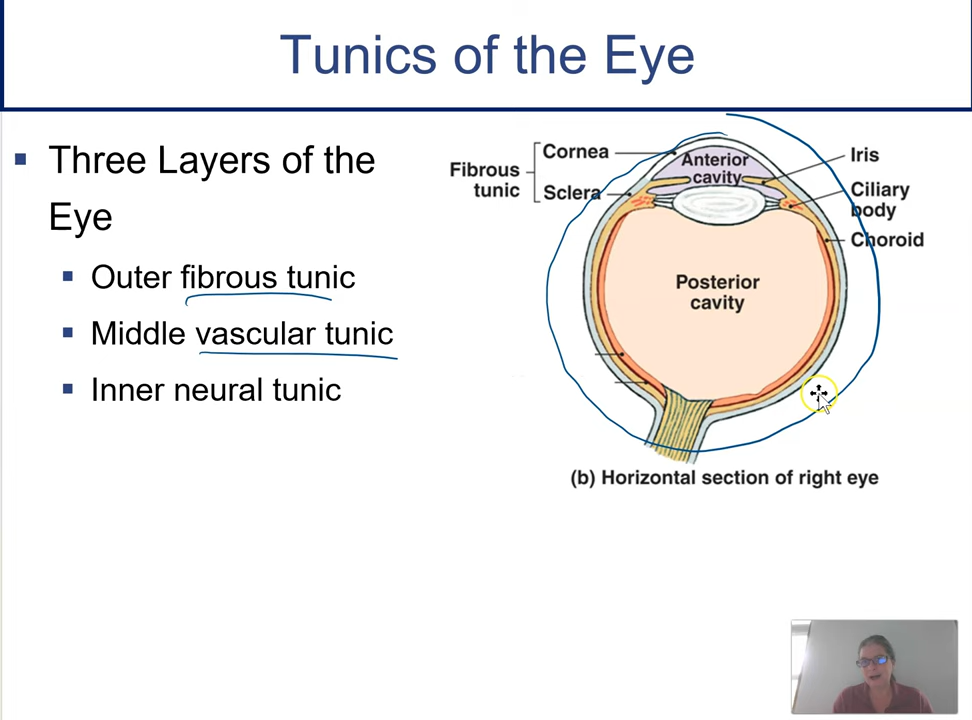 Tunics of the Eye
Three Layers of the
Eye
Outer fibrous tunic
Middle vascular tunic
Inner neural tunic
Fibrous
tunic
Cornea
Sclera
Anterior
cavity
Iris
Ciliary
body
Choroid
Posterior
cavity
(b) Horizontal section of right eye